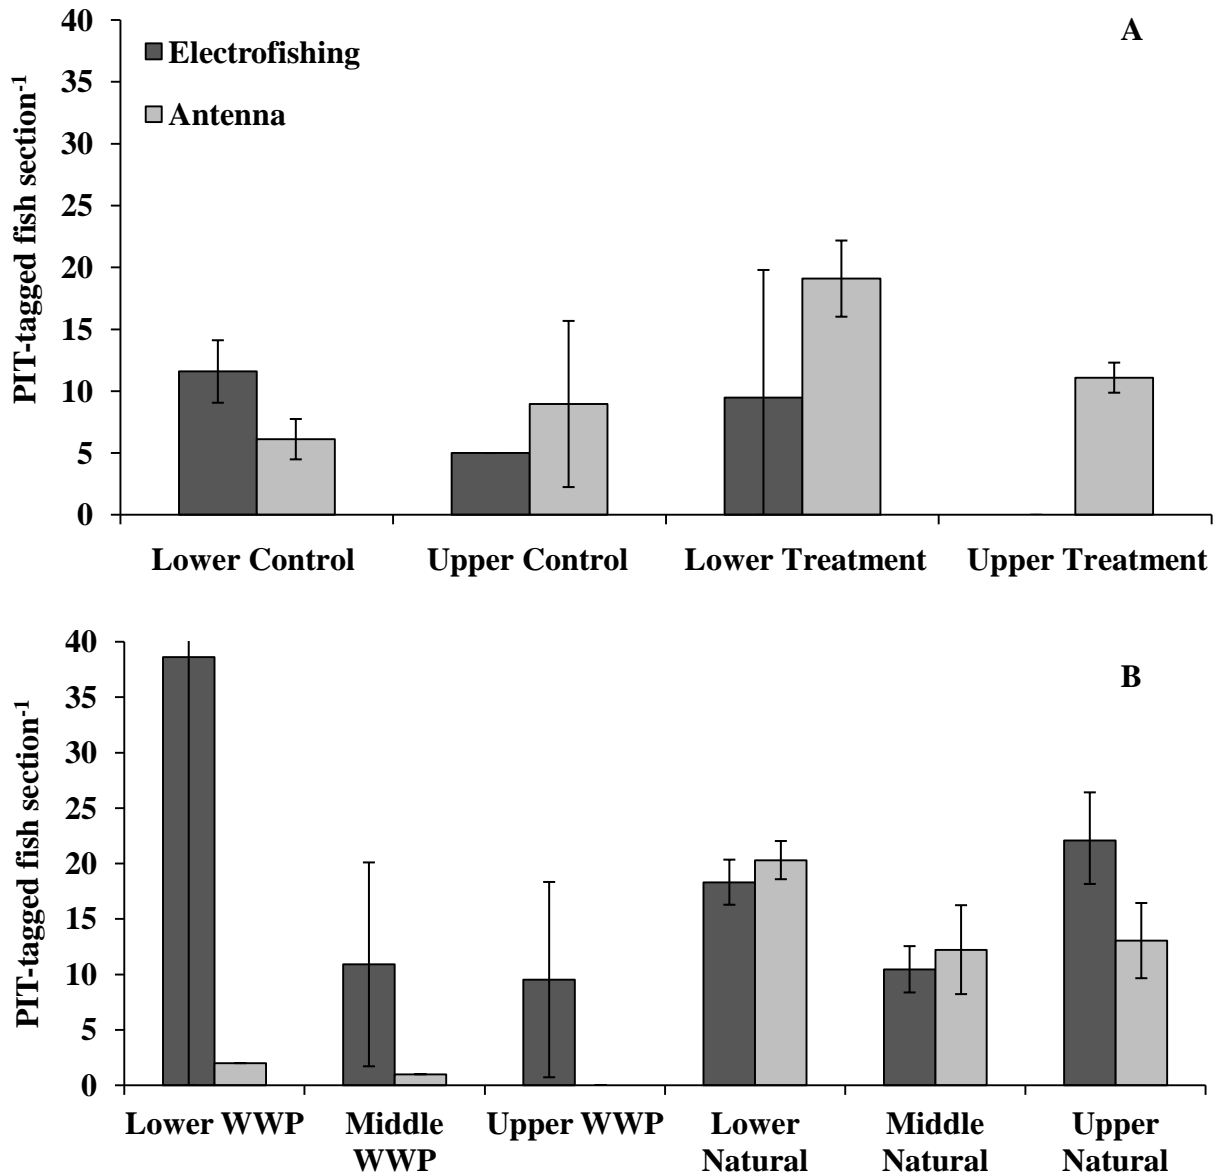 A
Electrofishing
Antenna
PIT-tagged fish section-1
40
35
30
25
20
15
10
5
0
Lower Control Upper Control Lower Treatment Upper Treatment
B
PIT-tagged fish section-1
40
35
30
25
20
15
10
5
0
Lower WWP Middle WWP Upper WWP Lower Natural Middle Natural Upper Natural